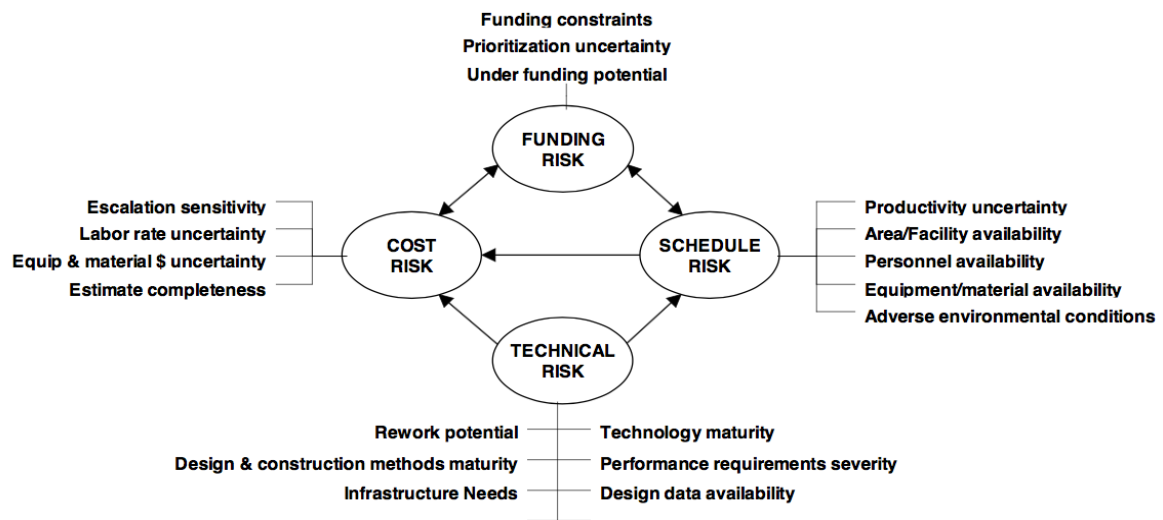 Funding constraints
Prioritization uncertainty
Under funding potential
FUNDING
RISK
Escalation sensitivity
Labor rate uncertainty
Equip & material $ uncertainty
Estimate completeness
COST
RISK
SCHEDULE
RISK
Productivity uncertainty
Area/Facility availability
Personnel availability
Equipment/material availability
Adverse environmental conditions
TECHNICAL
RISK
Rework potential
Design & construction methods maturity
Infrastructure Needs
Technology maturity
Performance requirements severity
Design data availability